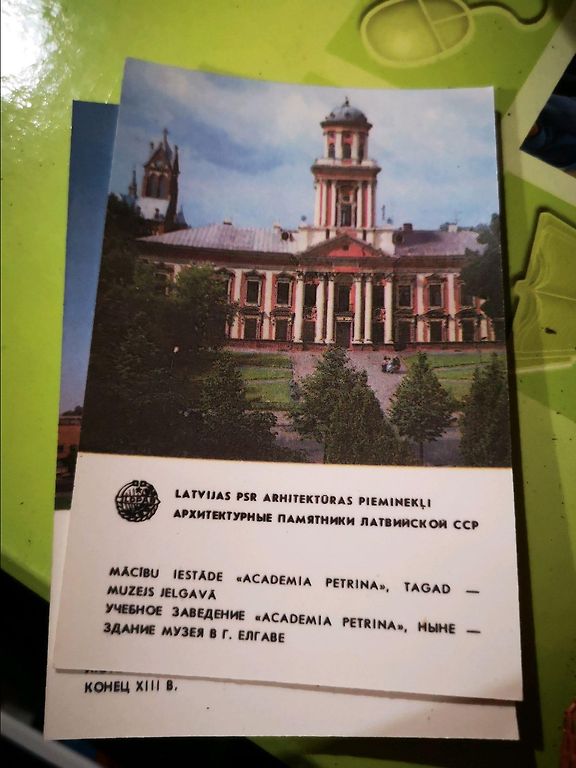 LATVIJAS PSR ARHITEKTŪRAS PIEMINEKĻI
АРХИТЕКТУРНЫЕ ПАМЯТНИКИ ЛАТВИЙСКОЙ ССР
MĀCĪBU IESTĀDE «ACADEMIA PETRINA», TAGAD —
MUZEJS JELGAVĀ
УЧЕБНОЕ ЗАВЕДЕНИЕ «ACADEMIA PETRINA», НЫНЕ —
ЗДАНИЕ МУЗЕЯ В Г. ЕЛГАВЕ
КОНЕЦ XIII В.